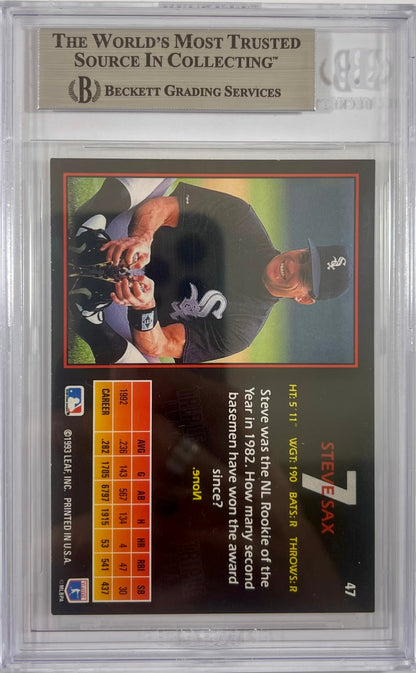 THE WORLD'S MOST TRUSTED
SOURCE IN COLLECTING™
BECKETT GRADING SERVICES
47
STEVE SAX
7
HT: 5' 11" WGT: 190 BATS: R THROWS: R
Steve was the NL Rookie of the
Year in 1982. How many second
basemen have won the award
since?
None.
AVG G AB H HR RBI SB
1992 .236 143 567 134 4 47 30
CAREER .282 1705 6797 1915 53 541 437
©1993 LEAF, INC. PRINTED IN U.S.A.
©MLBPA